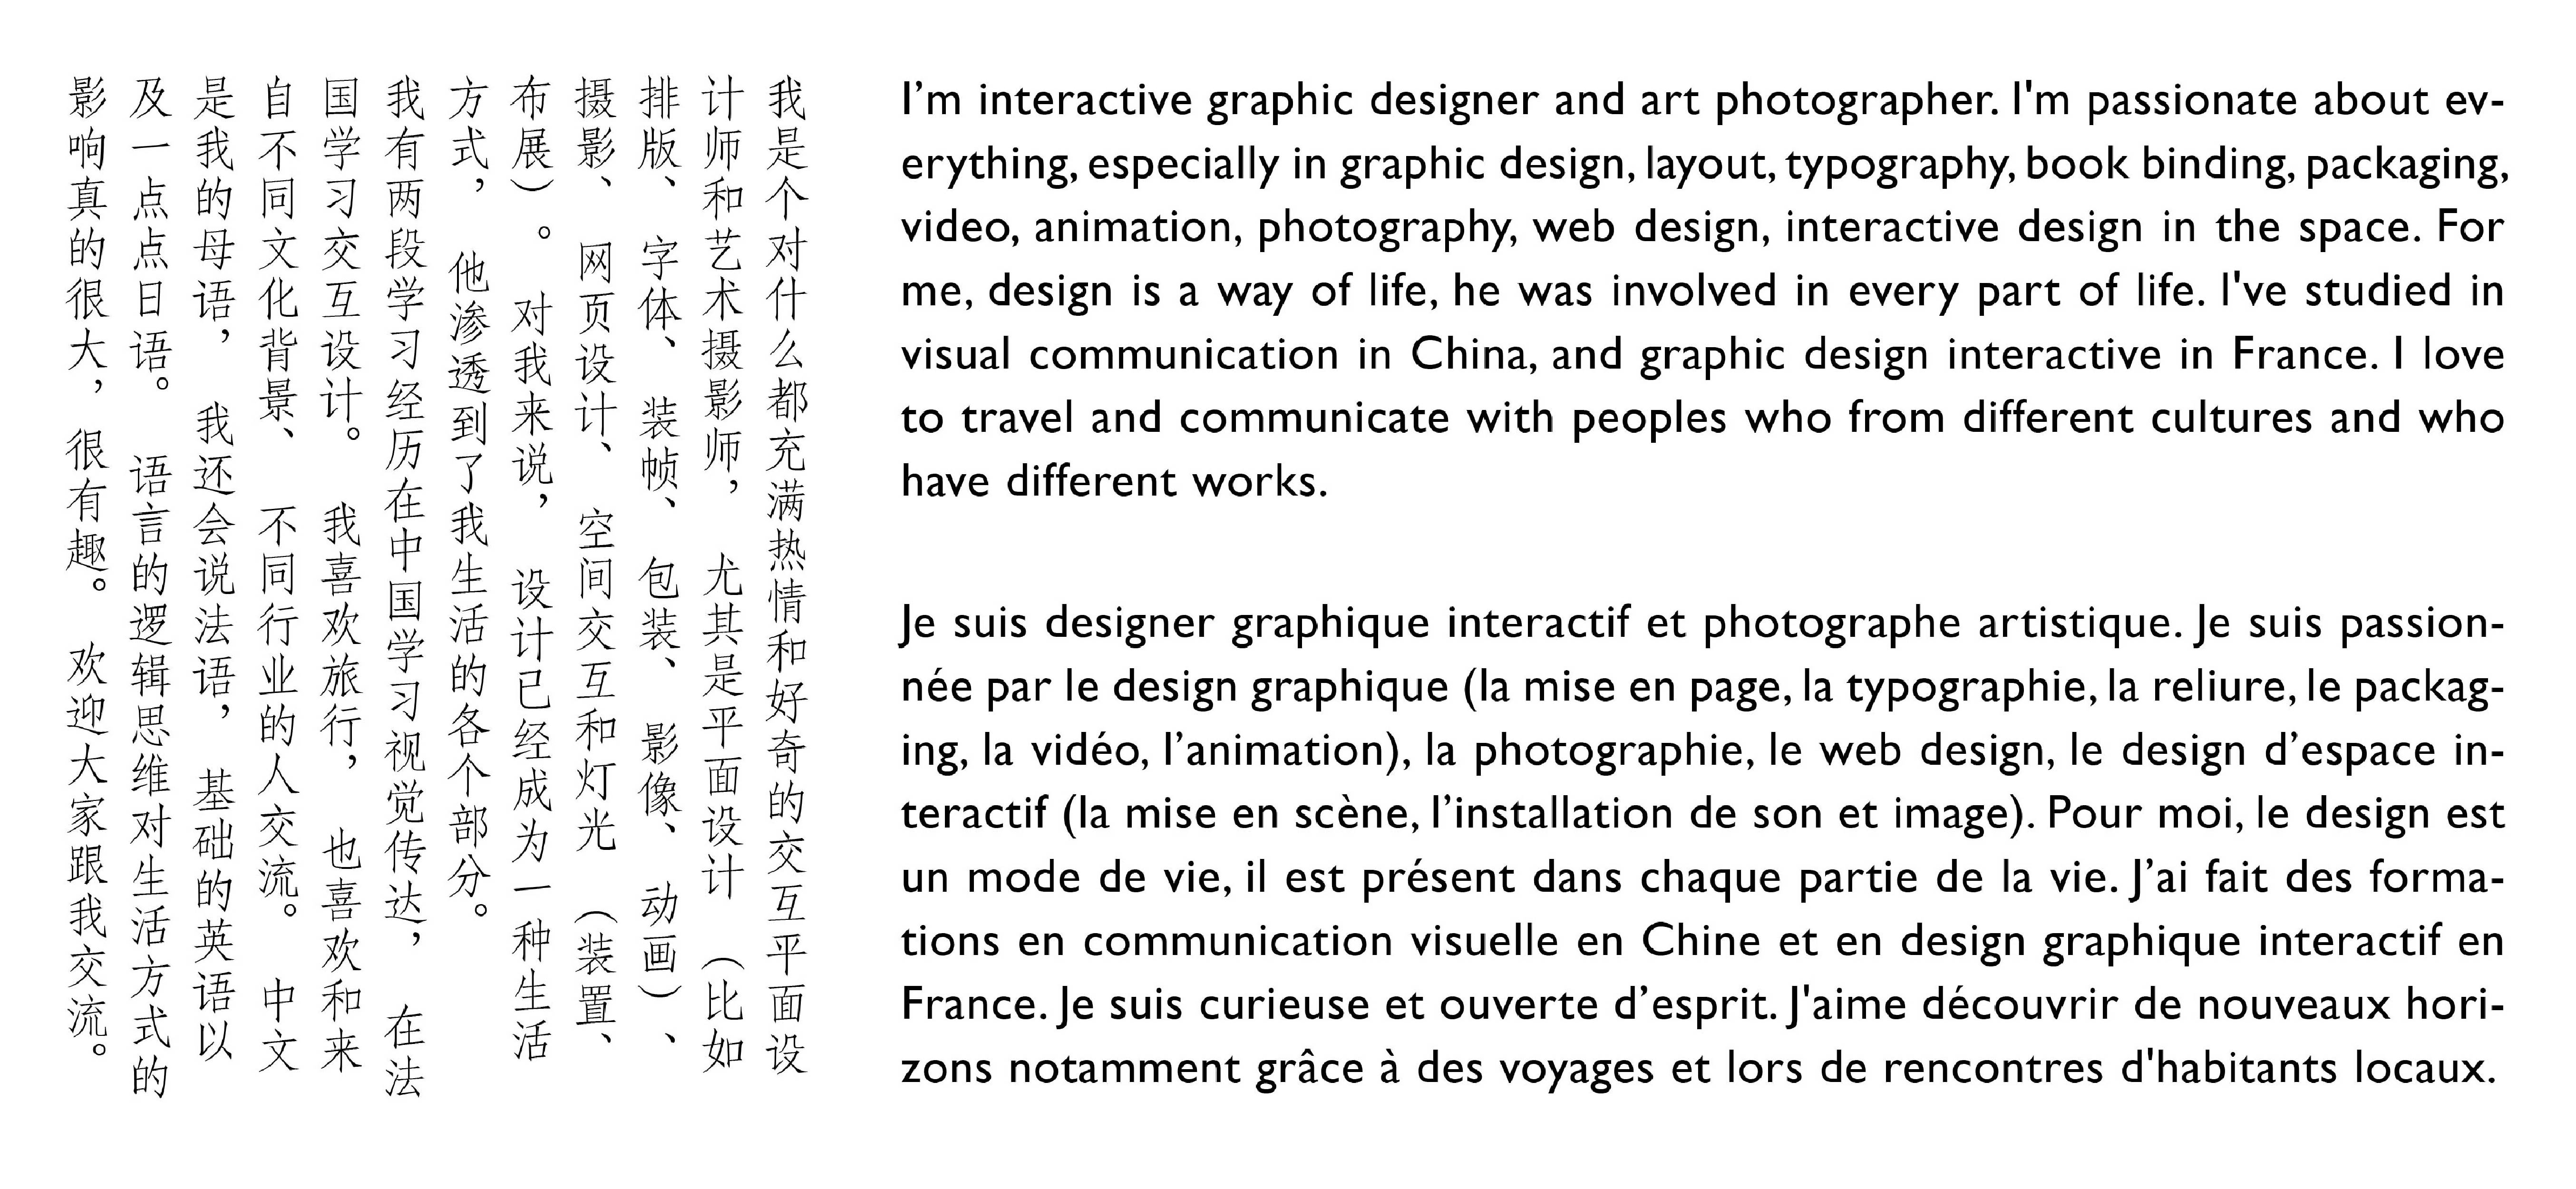 我是个对什么都充满热情和好奇的交互平面设
计师和艺术摄影师，尤其是平面设计（比如
排版、字体、装帧、包装、影像、动画）、
摄影、网页设计、空间交互和灯光（装置、
布展）。对我来说，设计已经成为一种生活
方式，他渗透到了我生活的各个部分。
我有两段学习经历在中国学习视觉传达，在法
国学习交互设计。我喜欢旅行，也喜欢和来
自不同文化背景、不同行业的人交流。中文
是我的母语，我还会说法语，基础的英语以
及一点点日语。语言的逻辑思维对生活方式的
影响真的很大，很有趣。欢迎大家跟我交流。
I’m interactive graphic designer and art photographer. I'm passionate about ev-
erything, especially in graphic design, layout, typography, book binding, packaging,
video, animation, photography, web design, interactive design in the space. For
me, design is a way of life, he was involved in every part of life. I've studied in
visual communication in China, and graphic design interactive in France. I love
to travel and communicate with peoples who from different cultures and who
have different works.
Je suis designer graphique interactif et photographe artistique. Je suis passion-
née par le design graphique (la mise en page, la typographie, la reliure, le packag-
ing, la vidéo, l’animation), la photographie, le web design, le design d’espace in-
teractif (la mise en scène, l’installation de son et image). Pour moi, le design est
un mode de vie, il est présent dans chaque partie de la vie. J’ai fait des forma-
tions en communication visuelle en Chine et en design graphique interactif en
France. Je suis curieuse et ouverte d’esprit. J'aime découvrir de nouveaux hori-
zons notamment grâce à des voyages et lors de rencontres d'habitants locaux.